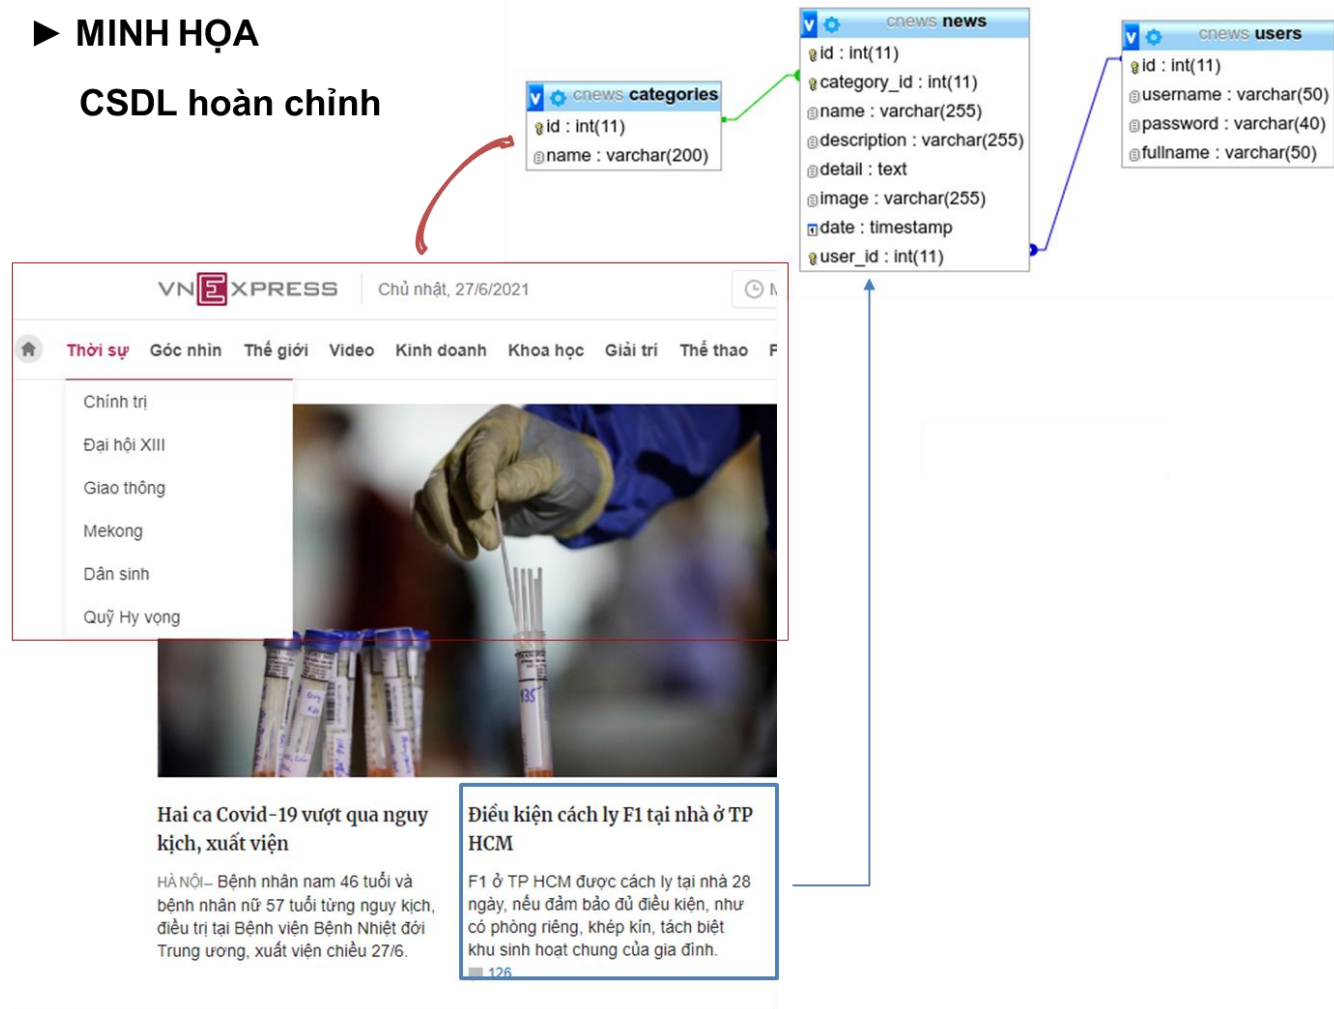 ► MINH HỌA
CSDL hoàn chỉnh
cnews categories
id : int(11)
name : varchar(200)
cnews news
id : int(11)
category_id : int(11)
name : varchar(255)
description : varchar(255)
detail : text
image : varchar(255)
date : timestamp
user_id : int(11)
cnews users
id : int(11)
username : varchar(50)
password : varchar(40)
fullname : varchar(50)
VNEXPRESS
Chủ nhật, 27/6/2021
Thời sự Góc nhìn Thế giới Video Kinh doanh Khoa học Giải trí Thể thao
Chính trị
Đại hội XIII
Giao thông
Mekong
Dân sinh
Quỹ Hy vọng
Hai ca Covid-19 vượt qua nguy
kịch, xuất viện
HÀ NỘI– Bệnh nhân nam 46 tuổi và
bệnh nhân nữ 57 tuổi từng nguy kịch,
điều trị tại Bệnh viện Bệnh Nhiệt đới
Trung ương, xuất viện chiều 27/6.
Điều kiện cách ly F1 tại nhà ở TP
HCM
F1 ở TP HCM được cách ly tại nhà 28
ngày, nếu đảm bảo đủ điều kiện, như
có phòng riêng, khép kín, tách biệt
khu sinh hoạt chung của gia đình.
126